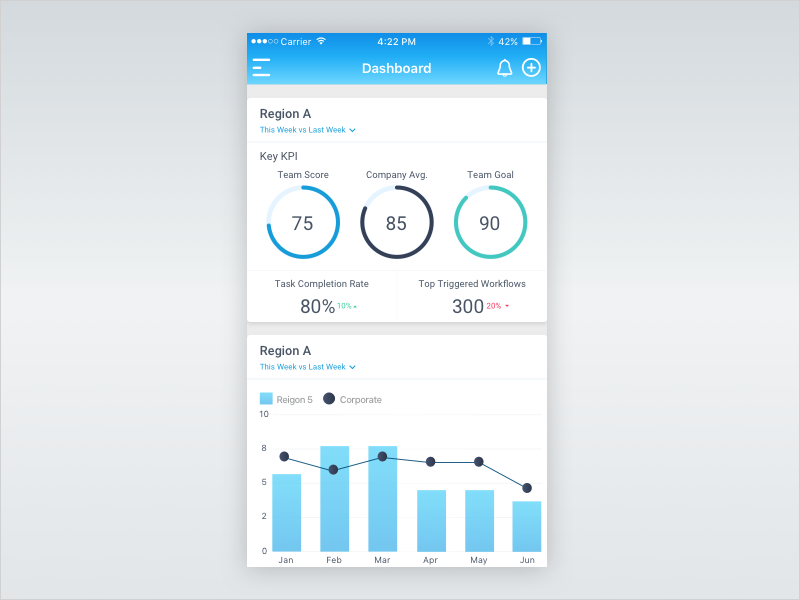 Carrier 4:22 PM 42%
Dashboard
Region A
This Week vs Last Week
Key KPI
Team Score Company Avg. Team Goal
75 85 90
Task Completion Rate Top Triggered Workflows
80% 10% 300 20%
Region A
This Week vs Last Week
Reigon 5 Corporate
10
8
5
2
0
Jan Feb Mar Apr May Jun